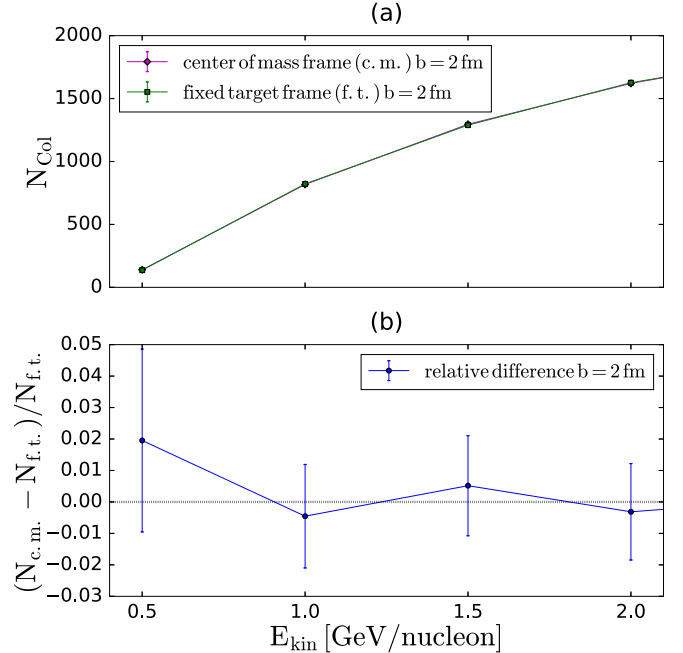 (a)
2000
1500
1000
500
0
N_Col
center of mass frame (c. m.) b = 2 fm
fixed target frame (f. t.) b = 2 fm
(b)
0.05
0.04
0.03
0.02
0.01
0.00
−0.01
−0.02
−0.03
(N_c.m. − N_f.t.)/N_f.t.
relative difference b = 2 fm
0.5 1.0 1.5 2.0
E_kin [GeV/nucleon]